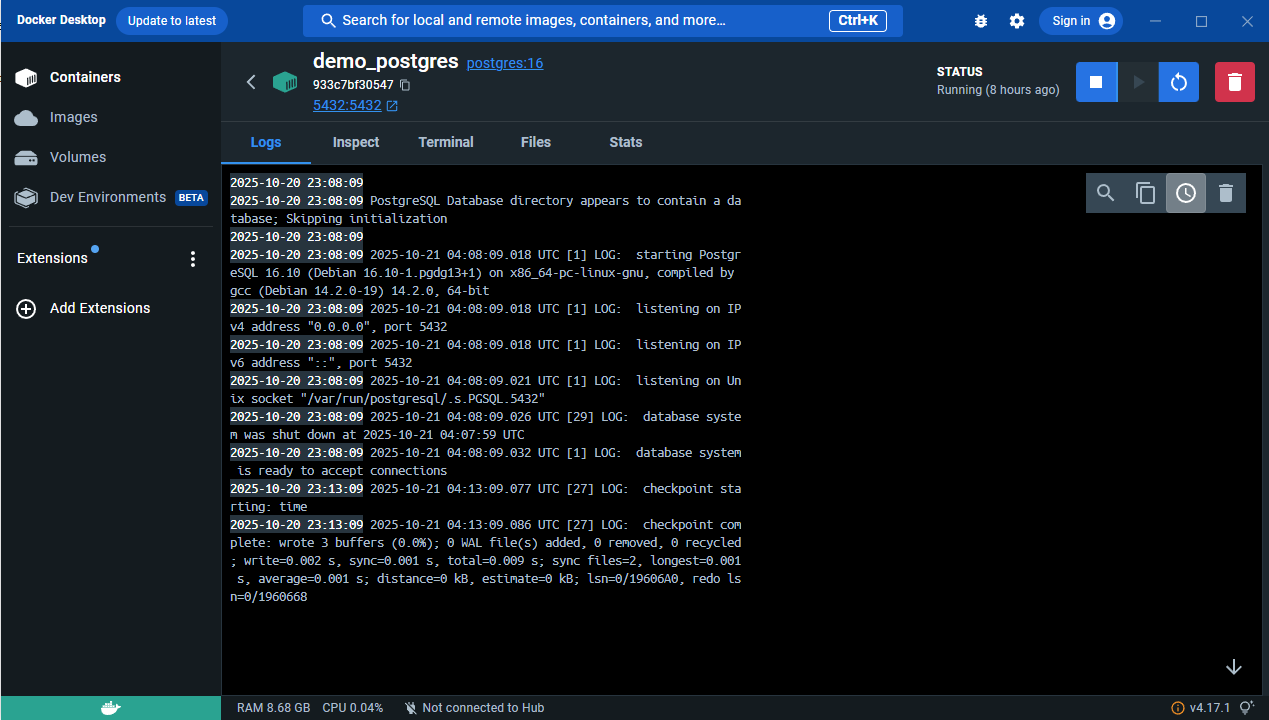 Docker Desktop
Update to latest
Search for local and remote images, containers, and more...
Ctrl+K
Sign in
Containers
Images
Volumes
Dev Environments BETA
Extensions
Add Extensions
demo_postgres postgres:16
933c7bf30547
5432:5432
STATUS
Running (8 hours ago)
Logs Inspect Terminal Files Stats
2025-10-20 23:08:09
2025-10-20 23:08:09 PostgreSQL Database directory appears to contain a da
tabase; Skipping initialization
2025-10-20 23:08:09
2025-10-20 23:08:09 2025-10-21 04:08:09.018 UTC [1] LOG:  starting Postgr
eSQL 16.10 (Debian 16.10-1.pgdg13+1) on x86_64-pc-linux-gnu, compiled by
gcc (Debian 14.2.0-19) 14.2.0, 64-bit
2025-10-20 23:08:09 2025-10-21 04:08:09.018 UTC [1] LOG:  listening on IP
v4 address "0.0.0.0", port 5432
2025-10-20 23:08:09 2025-10-21 04:08:09.018 UTC [1] LOG:  listening on IP
v6 address "::", port 5432
2025-10-20 23:08:09 2025-10-21 04:08:09.021 UTC [1] LOG:  listening on Un
ix socket "/var/run/postgresql/.s.PGSQL.5432"
2025-10-20 23:08:09 2025-10-21 04:08:09.026 UTC [29] LOG:  database syste
m was shut down at 2025-10-21 04:07:59 UTC
2025-10-20 23:08:09 2025-10-21 04:08:09.032 UTC [1] LOG:  database system
 is ready to accept connections
2025-10-20 23:13:09 2025-10-21 04:13:09.077 UTC [27] LOG:  checkpoint sta
rting: time
2025-10-20 23:13:09 2025-10-21 04:13:09.086 UTC [27] LOG:  checkpoint com
plete: wrote 3 buffers (0.0%); 0 WAL file(s) added, 0 removed, 0 recycled
; write=0.002 s, sync=0.001 s, total=0.009 s; sync files=2, longest=0.001
 s, average=0.001 s; distance=0 kB, estimate=0 kB; lsn=0/19606A0, redo ls
n=0/1960668
RAM 8.68 GB CPU 0.04% Not connected to Hub
v4.17.1